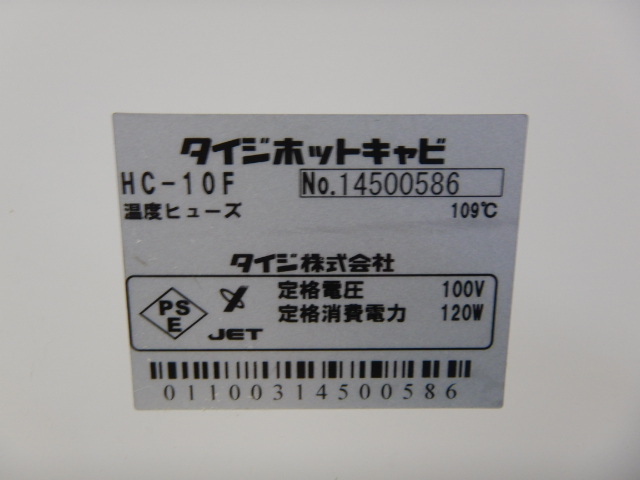 タイジホットキャビ
HC-10F No.14500586
温度ヒューズ 109℃
タイジ株式会社
PS E JET 定格電圧 100V
定格消費電力 120W
01100314500586